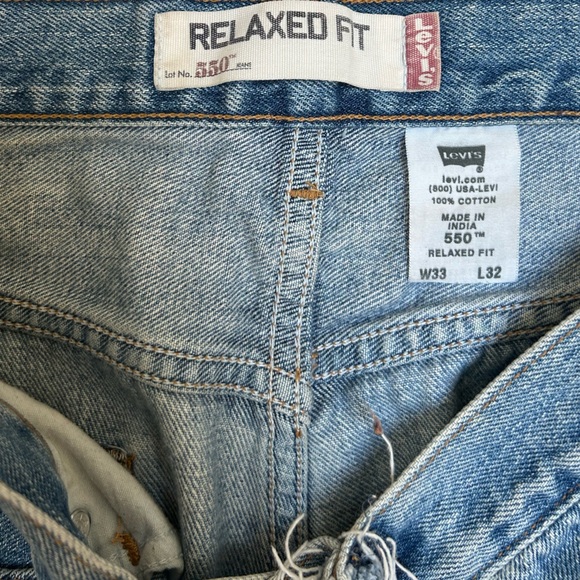 RELAXED FIT
Lot No. 550™ JEANS
LEVI'S
LEVI'S
®
levi.com
(800) USA-LEVI
100% COTTON
MADE IN
INDIA
550™
RELAXED FIT
W33 L32